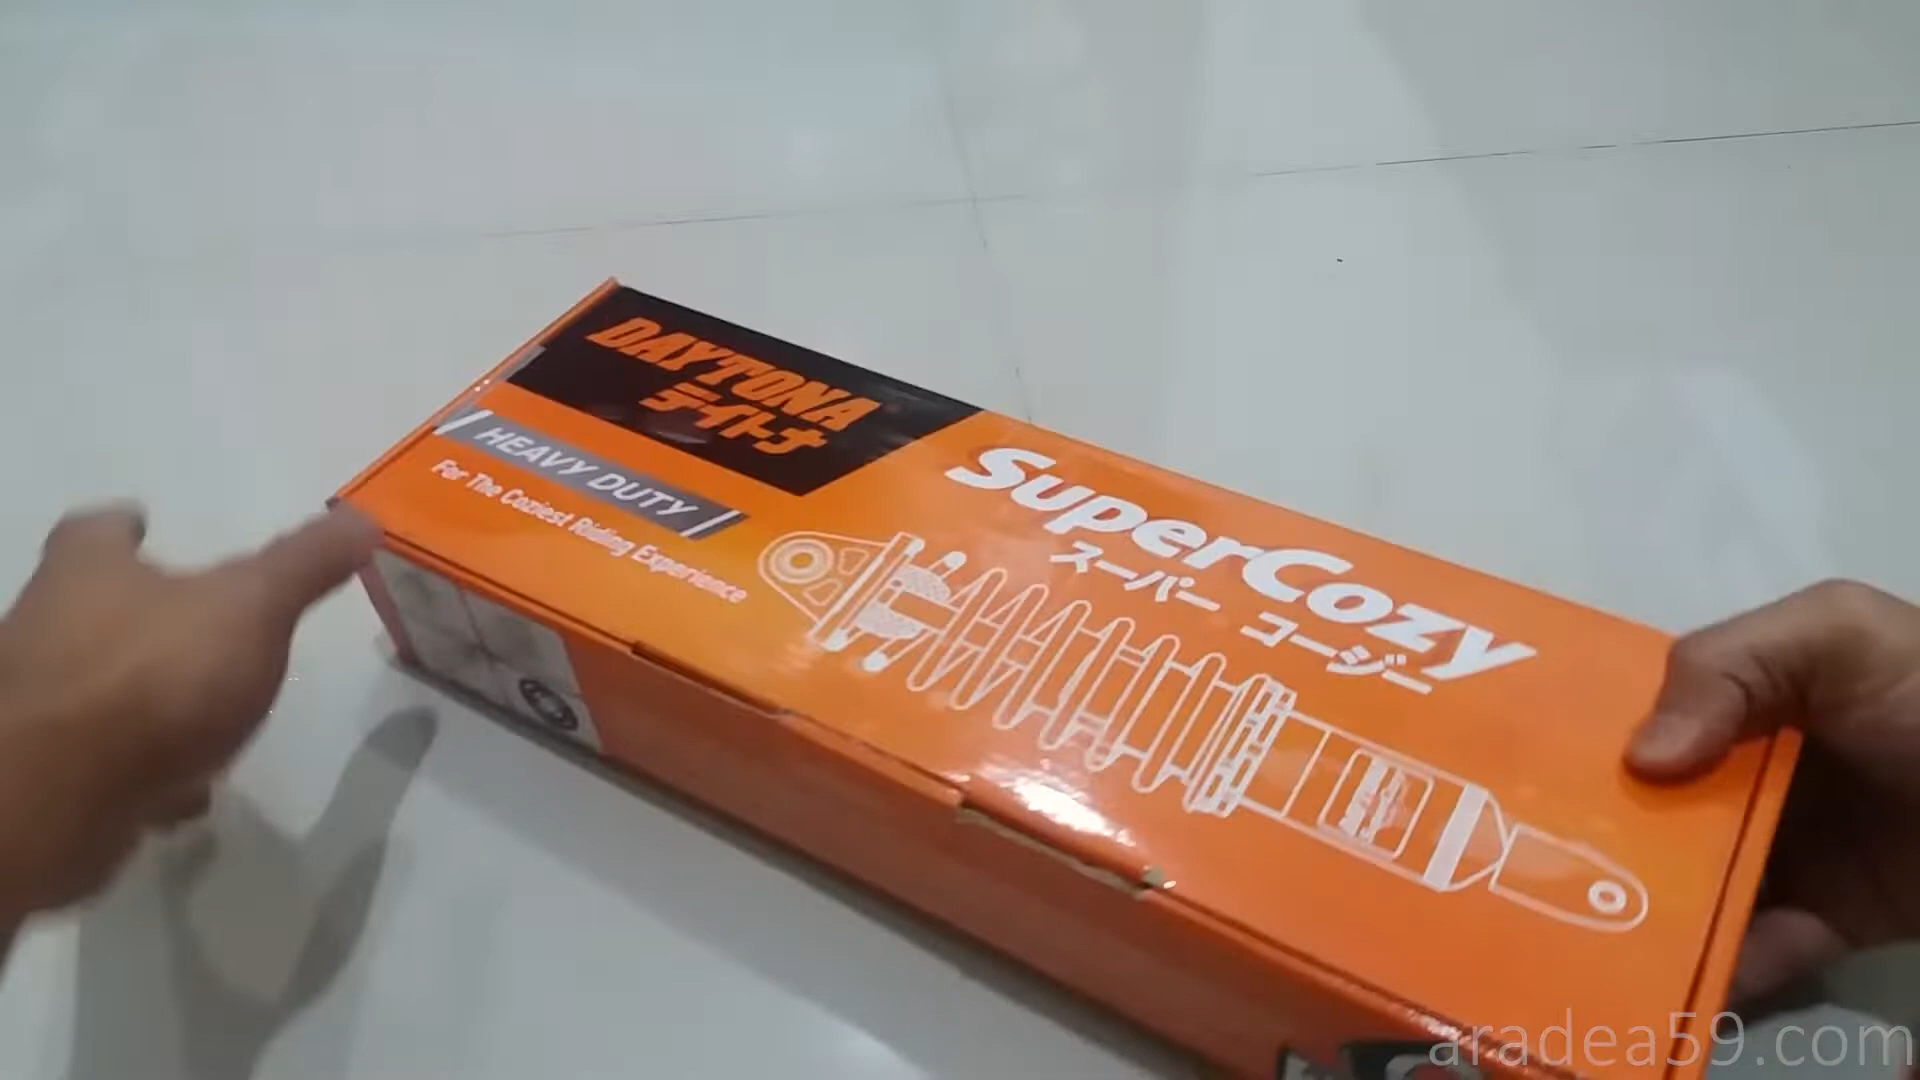 DAYTONA
デイトナ
HEAVY DUTY
For The Coziest Riding Experience
SuperCozy
スーパー コージー
aradea59.com